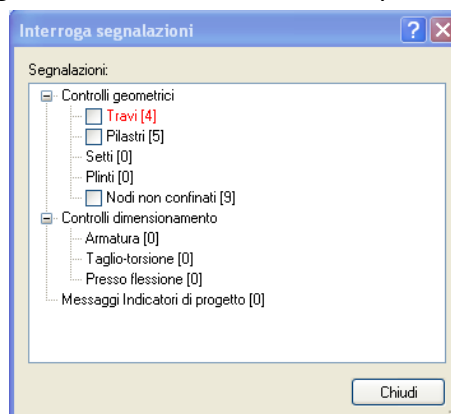 Interroga segnalazioni
Segnalazioni:
Controlli geometrici
Travi [4]
Pilastri [5]
Setti [0]
Plinti [0]
Nodi non confinati [9]
Controlli dimensionamento
Armatura [0]
Taglio-torsione [0]
Presso flessione [0]
Messaggi Indicatori di progetto [0]
Chiudi